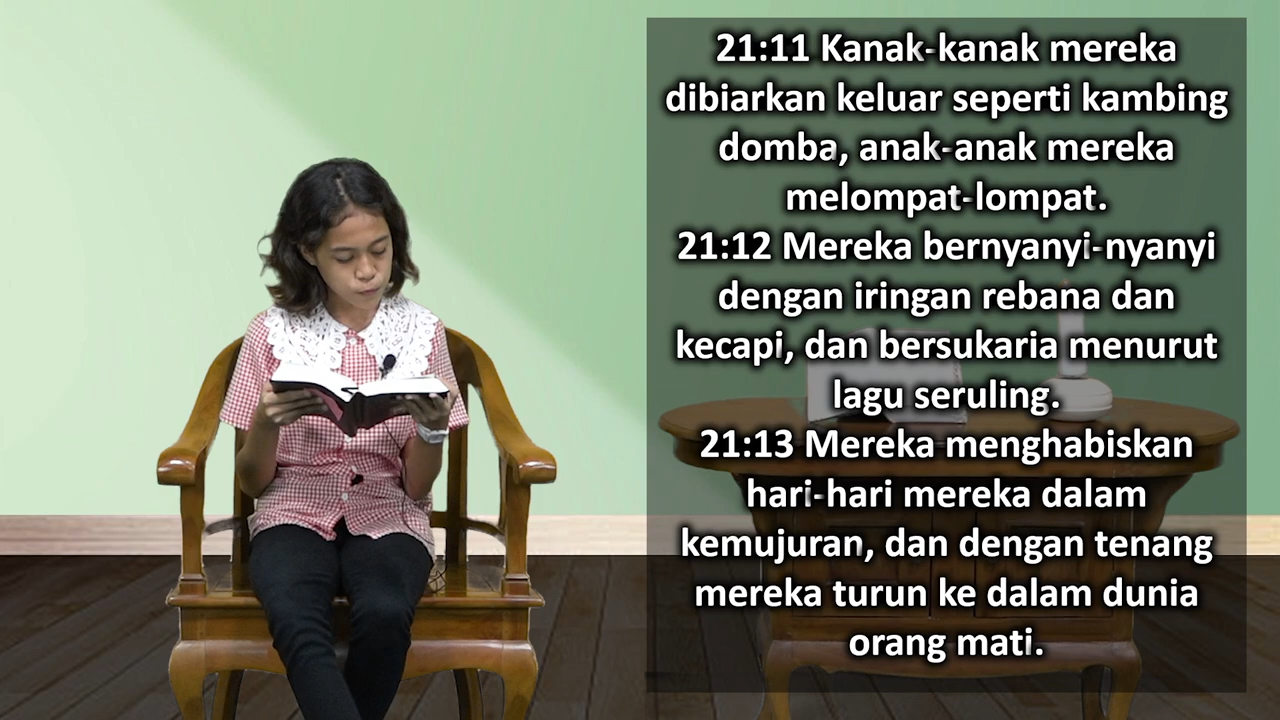 21:11 Kanak-kanak mereka
dibiarkan keluar seperti kambing
domba, anak-anak mereka
melompat-lompat.
21:12 Mereka bernyanyi-nyanyi
dengan iringan rebana dan
kecapi, dan bersukaria menurut
lagu seruling.
21:13 Mereka menghabiskan
hari-hari mereka dalam
kemujuran, dan dengan tenang
mereka turun ke dalam dunia
orang mati.